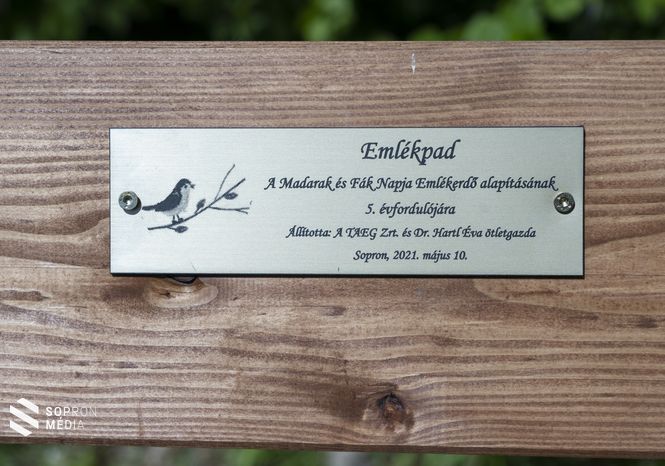 Emlékpad
A Madarak és Fák Napja Emlékerdő alapításának
5. évfordulójára
Állította: A TAEG Zrt. és Dr. Hartl Éva ötletgazda
Sopron, 2021. május 10.
SOPRON
MÉDIA